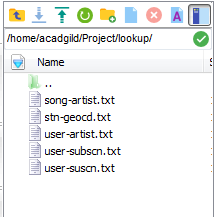 /home/acadgild/Project/lookup/
Name
..
song-artist.txt
stn-geocd.txt
user-artist.txt
user-subscn.txt
user-suscn.txt